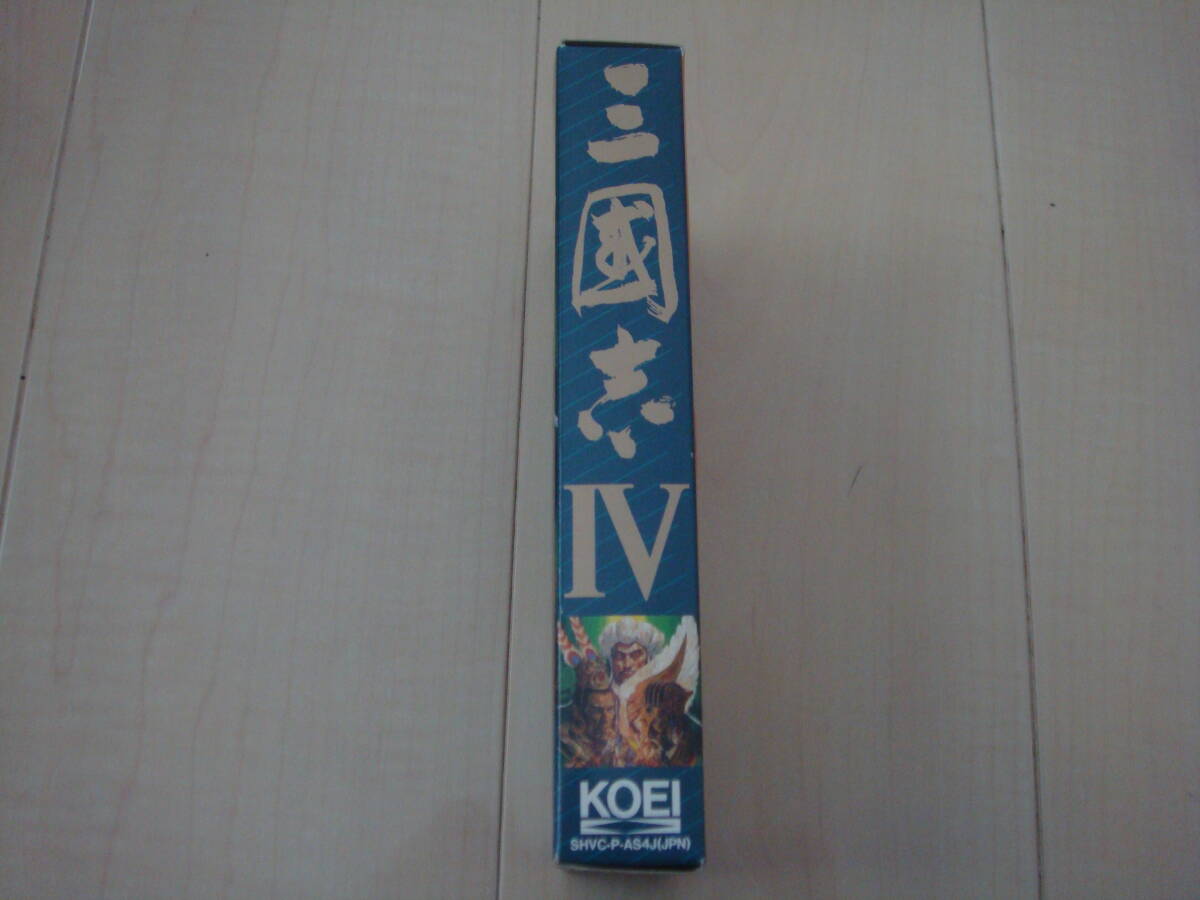 三國志
IV
KOEI
SHVC-P-AS4J(JPN)